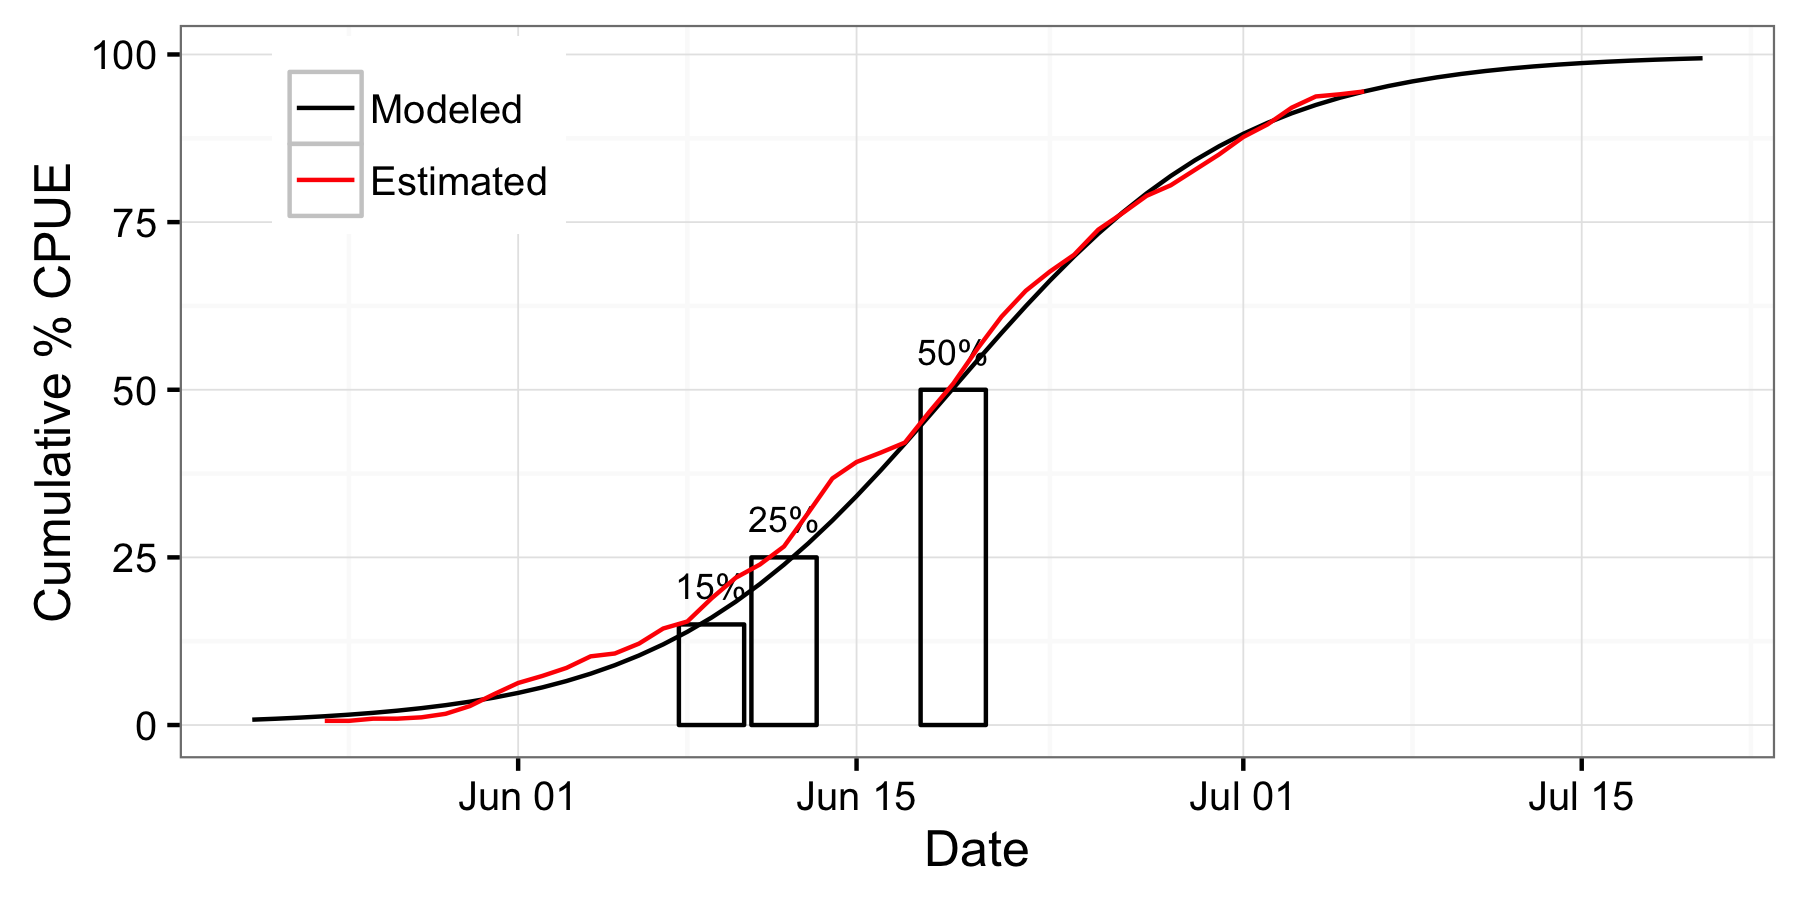 Cumulative % CPUE
100
75
50
25
0
Modeled
Estimated
15%
25%
50%
Jun 01
Jun 15
Jul 01
Jul 15
Date